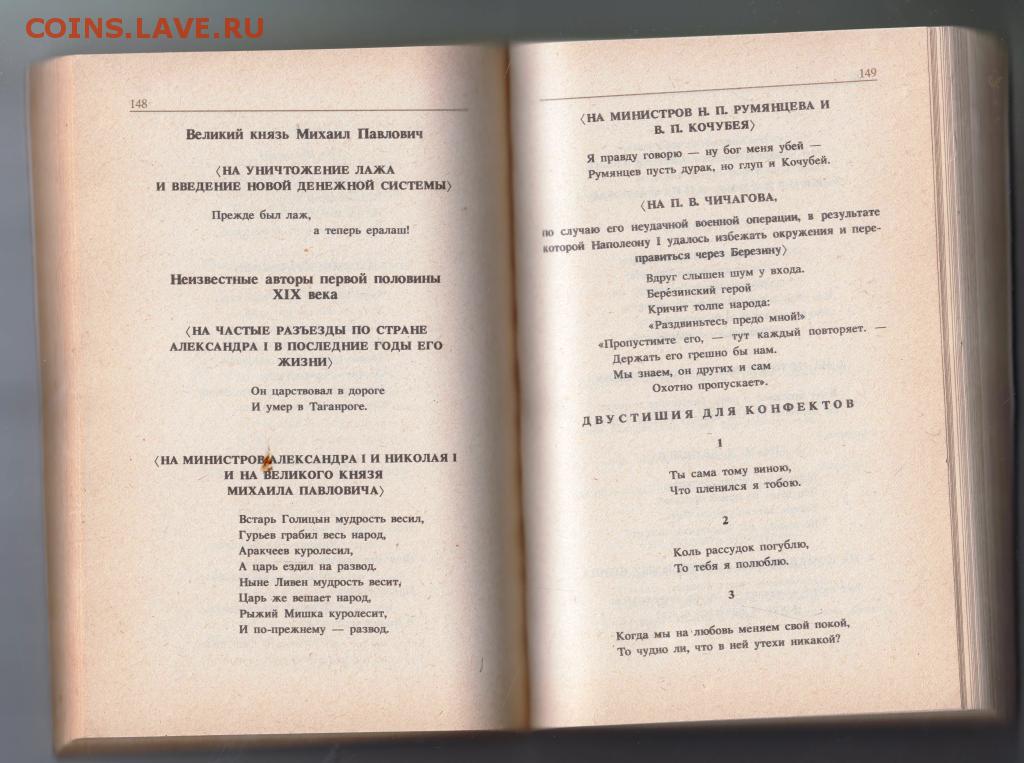 COINS.LAVE.RU
148
Великий князь Михаил Павлович
〈НА УНИЧТОЖЕНИЕ ЛАЖА
И ВВЕДЕНИЕ НОВОЙ ДЕНЕЖНОЙ СИСТЕМЫ〉
Прежде был лаж,
а теперь ералаш!
Неизвестные авторы первой половины
XIX века
〈НА ЧАСТЫЕ РАЗЪЕЗДЫ ПО СТРАНЕ
АЛЕКСАНДРА I В ПОСЛЕДНИЕ ГОДЫ ЕГО
ЖИЗНИ〉
Он царствовал в дороге
И умер в Таганроге.
〈НА МИНИСТРОВ АЛЕКСАНДРА I И НИКОЛАЯ I
И НА ВЕЛИКОГО КНЯЗЯ
МИХАИЛА ПАВЛОВИЧА〉
Встарь Голицын мудрость весил,
Гурьев грабил весь народ,
Аракчеев куролесил,
А царь ездил на развод.
Ныне Ливен мудрость весит,
Царь же вешает народ,
Рыжий Мишка куролесит,
И по-прежнему — развод.
149
〈НА МИНИСТРОВ Н. П. РУМЯНЦЕВА И
В. П. КОЧУБЕЯ〉
Я правду говорю — ну бог меня убей —
Румянцев пусть дурак, но глуп и Кочубей.
〈НА П. В. ЧИЧАГОВА,
по случаю его неудачной военной операции, в результате
которой Наполеону I удалось избежать окружения и пере-
правиться через Березину〉
Вдруг слышен шум у входа.
Бере́зинский герой
Кричит толпе народа:
«Раздвиньтесь предо мной!»
«Пропустимте его, — тут каждый повторяет. —
Держать его грешно бы нам.
Мы знаем, он других и сам
Охотно пропускает».
ДВУСТИШИЯ ДЛЯ КОНФЕКТОВ
1
Ты сама тому виною,
Что пленился я тобою.
2
Коль рассудок погублю,
То тебя я полюблю.
3
Когда мы на любовь меняем свой покой,
То чудно ли, что в ней утехи никакой?